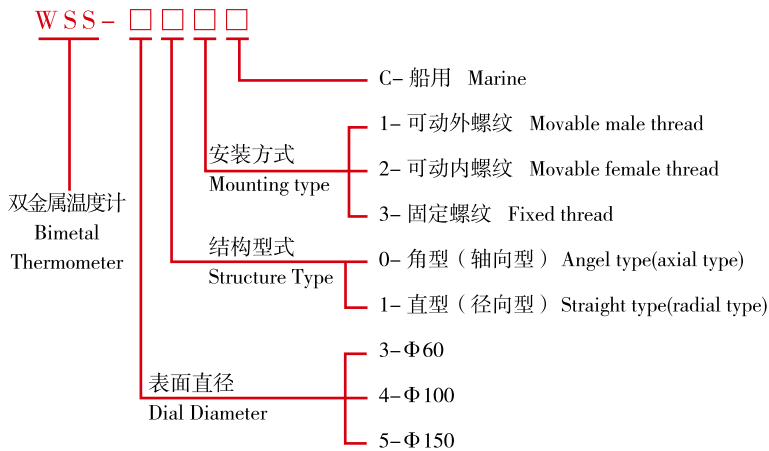 WSS-□□□□
C-船用 Marine
1-可动外螺纹 Movable male thread
安装方式
Mounting type
2-可动内螺纹 Movable female thread
3-固定螺纹 Fixed thread
双金属温度计
Bimetal
Thermometer
结构型式
Structure Type
0-角型（轴向型） Angel type(axial type)
1-直型（径向型） Straight type(radial type)
3-Φ60
表面直径
Dial Diameter
4-Φ100
5-Φ150